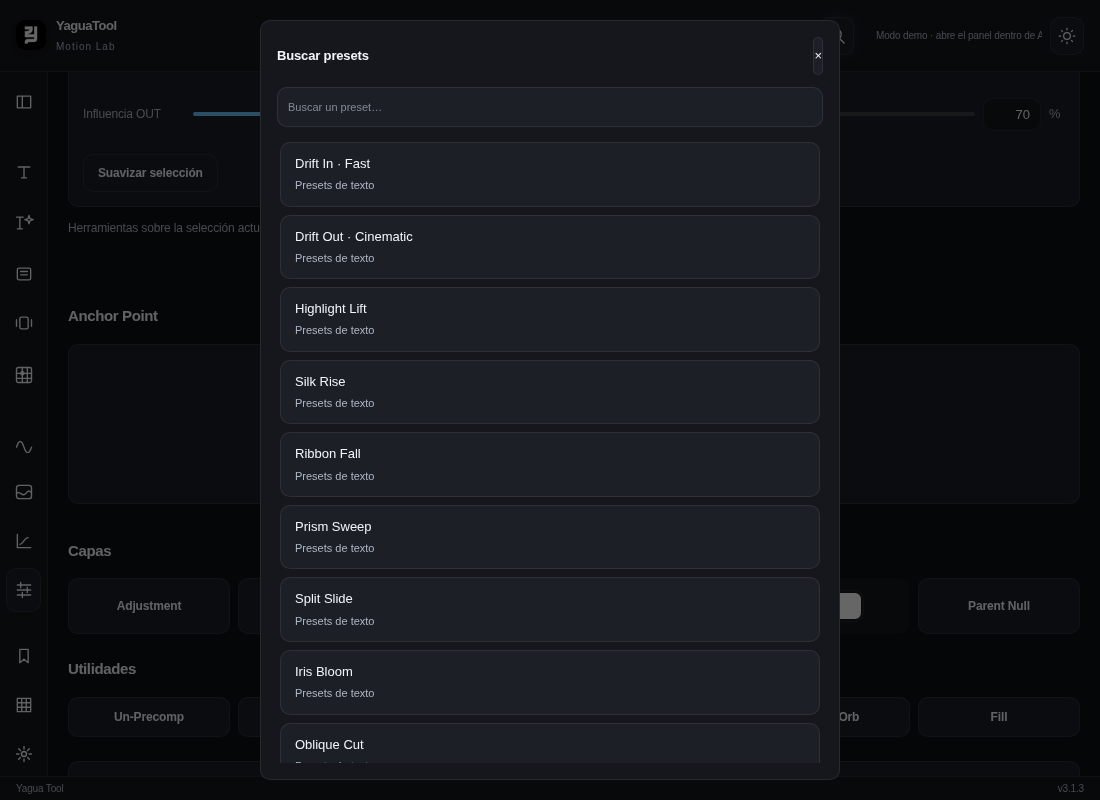 YaguaTool
Motion Lab
Modo demo · abre el panel dentro de A
Buscar presets
×
Buscar un preset…
Influencia OUT
70
%
Suavizar selección
Herramientas sobre la selección actu
Drift In · Fast
Presets de texto
Drift Out · Cinematic
Presets de texto
Highlight Lift
Presets de texto
Silk Rise
Presets de texto
Ribbon Fall
Presets de texto
Prism Sweep
Presets de texto
Split Slide
Presets de texto
Iris Bloom
Presets de texto
Oblique Cut
Anchor Point
Capas
Adjustment
Parent Null
Utilidades
Un-Precomp
Orb
Fill
Yagua Tool
v3.1.3